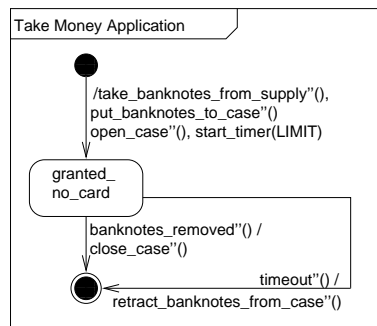 Take Money Application
/take_banknotes_from_supply''(),
put_banknotes_to_case''()
open_case''(), start_timer(LIMIT)
granted_
no_card
banknotes_removed''() /
close_case''()
timeout''() /
retract_banknotes_from_case''()